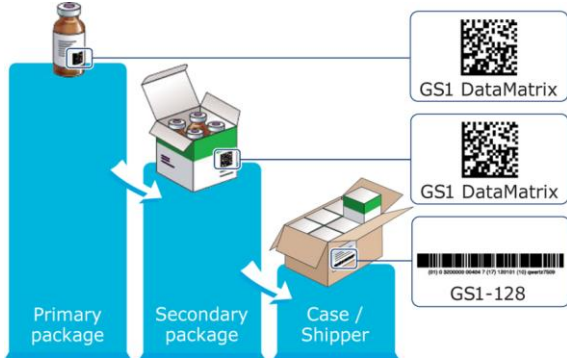 GS1 DataMatrix
GS1 DataMatrix
GS1-128
Primary
package
Secondary
package
Case /
Shipper